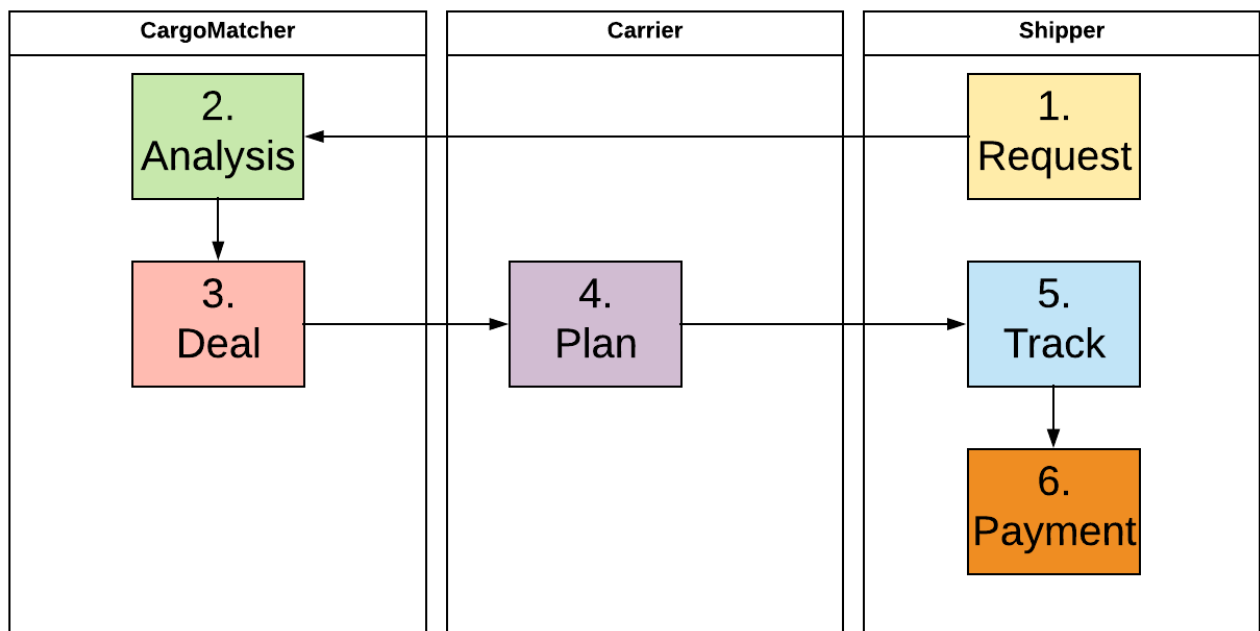 CargoMatcher
Carrier
Shipper
2.
Analysis
1.
Request
3.
Deal
4.
Plan
5.
Track
6.
Payment